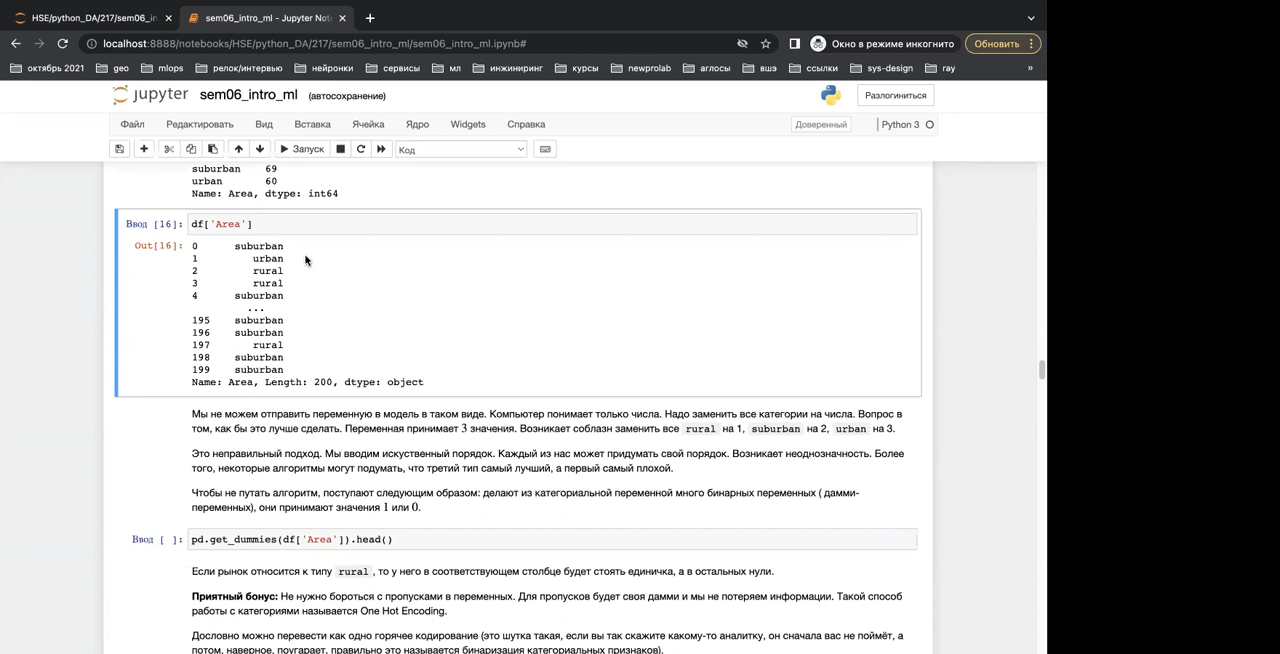 HSE/python_DA/217/sem06_in
sem06_intro_ml - Jupyter Not
localhost:8888/notebooks/HSE/python_DA/217/sem06_intro_ml/sem06_intro_ml.ipynb#
Окно в режиме инкогнито
Обновить
октябрь 2021
geo
mlops
релок/интервью
нейронки
сервисы
мл
инжиниринг
курсы
newprolab
аглосы
вшэ
ссылки
sys-design
ray
»
jupyter
sem06_intro_ml
(автосохранение)
Разлогиниться
Файл
Редактировать
Вид
Вставка
Ячейка
Ядро
Widgets
Справка
Доверенный
Python 3
Запуск
Код
suburban 69
urban 60
Name: Area, dtype: int64
Ввод [16]: df['Area']
Out[16]: 0 suburban
1 urban
2 rural
3 rural
4 suburban
...
195 suburban
196 suburban
197 rural
198 suburban
199 suburban
Name: Area, Length: 200, dtype: object
Мы не можем отправить переменную в модель в таком виде. Компьютер понимает только числа. Надо заменить все категории на числа. Вопрос в
том, как бы это лучше сделать. Переменная принимает 3 значения. Возникает соблазн заменить все rural на 1, suburban на 2, urban на 3.
Это неправильный подход. Мы вводим искуственный порядок. Каждый из нас может придумать свой порядок. Возникает неоднозначность. Более
того, некоторые алгоритмы могут подумать, что третий тип самый лучший, а первый самый плохой.
Чтобы не путать алгоритм, поступают следующим образом: делают из категориальной переменной много бинарных переменных ( дамми-
переменных), они принимают значения 1 или 0.
Ввод [ ]: pd.get_dummies(df['Area']).head()
Если рынок относится к типу rural, то у него в соответствующем столбце будет стоять единичка, а в остальных нули.
Приятный бонус: Не нужно бороться с пропусками в переменных. Для пропусков будет своя дамми и мы не потеряем информации. Такой способ
работы с категориями называется One Hot Encoding.
Дословно можно перевести как одно горячее кодирование (это шутка такая, если вы так скажите какому-то аналитку, он сначала вас не поймёт, а
потом, наверное, поугарает, правильно это называется бинаризация категориальных признаков).